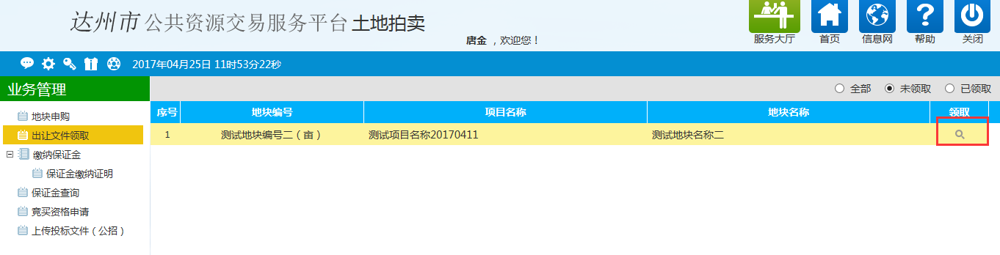 达州市 公共资源交易服务平台 土地拍卖
唐金 ，欢迎您！
服务大厅 首页 信息网 帮助 关闭
2017年04月25日 11时53分22秒
业务管理
全部 未领取 已领取
地块申购
出让文件领取
缴纳保证金
保证金缴纳证明
保证金查询
竞买资格申请
上传投标文件（公招）
序号 地块编号 项目名称 地块名称 领取
1 测试地块编号二（亩） 测试项目名称20170411 测试地块名称二